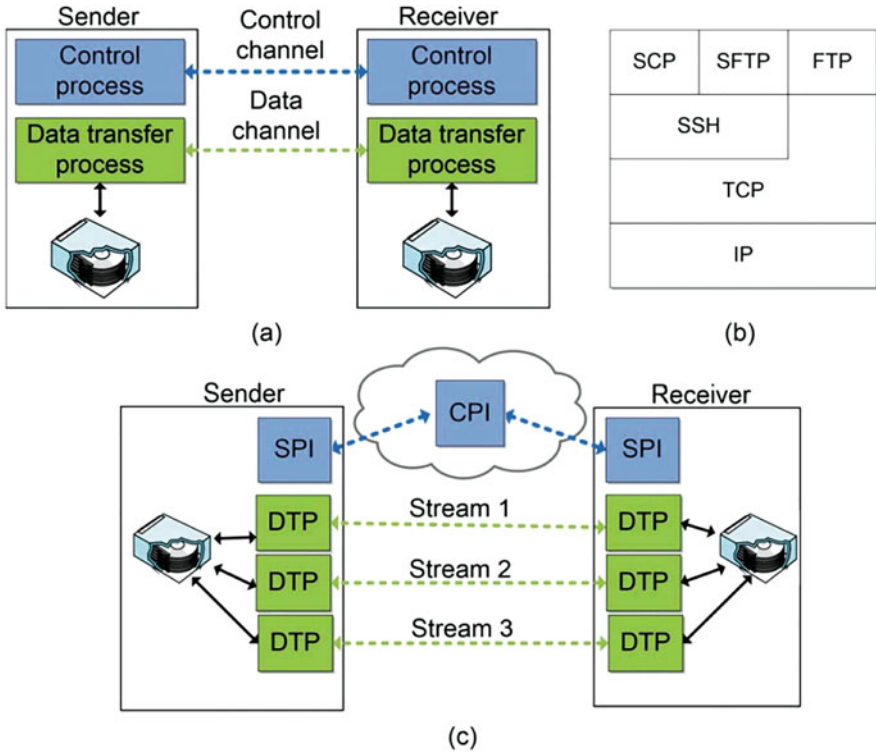 Sender
Control
channel
Receiver
Control
process
Control
process
Data
channel
Data transfer
process
Data transfer
process
(a)
SCP
SFTP
FTP
SSH
TCP
IP
(b)
Sender
CPI
Receiver
SPI
SPI
DTP
Stream 1
DTP
DTP
Stream 2
DTP
DTP
Stream 3
DTP
(c)